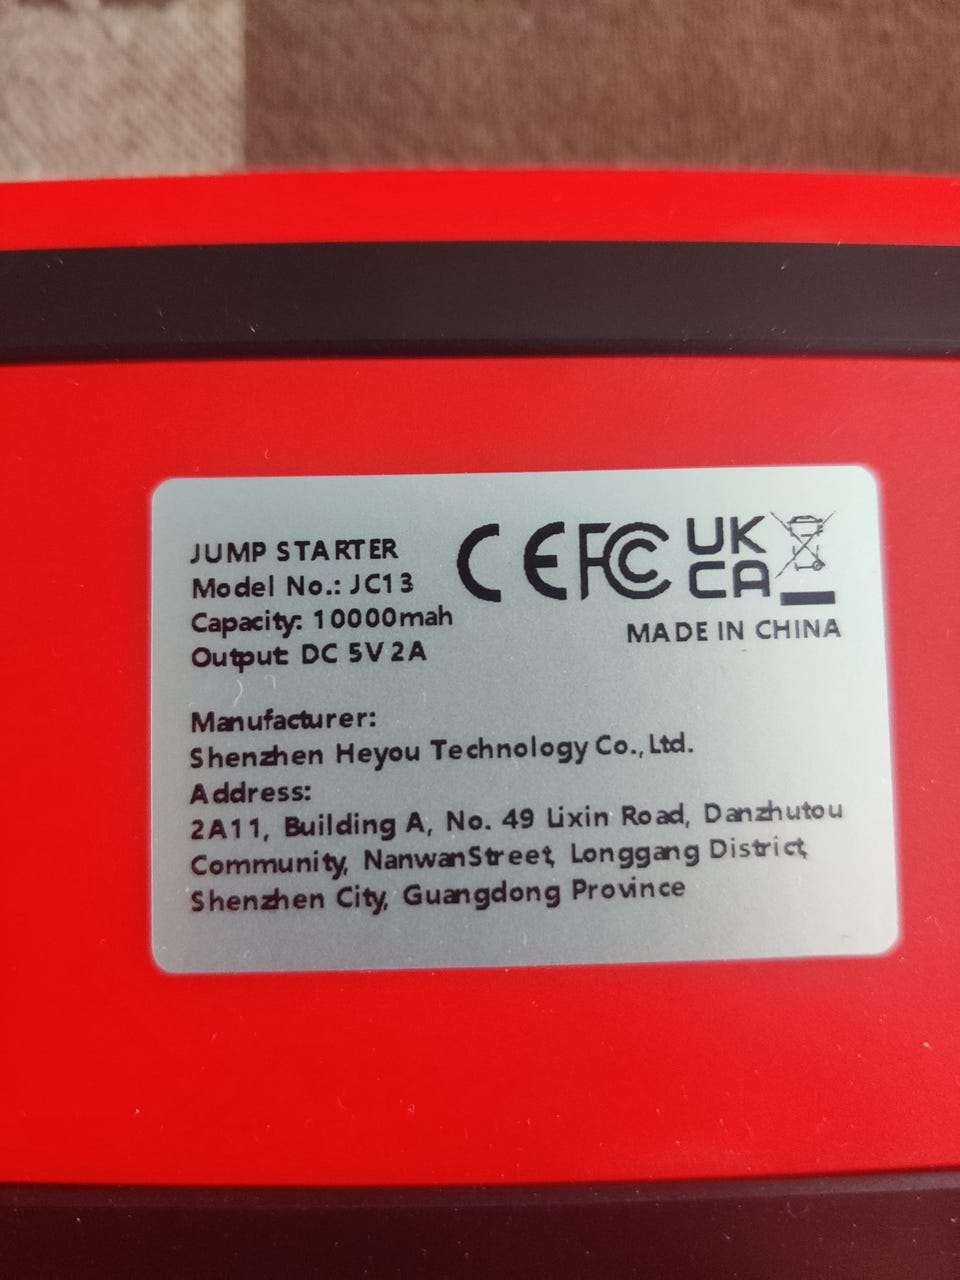 JUMP STARTER
Model No.: JC13
Capacity: 10000mah
Output: DC 5V 2A
CE FC UK
CA
MADE IN CHINA
Manufacturer:
Shenzhen Heyou Technology Co., Ltd.
Address:
2A11, Building A, No. 49 Lixin Road, Danzhutou
Community, NanwanStreet, Longgang District,
Shenzhen City, Guangdong Province